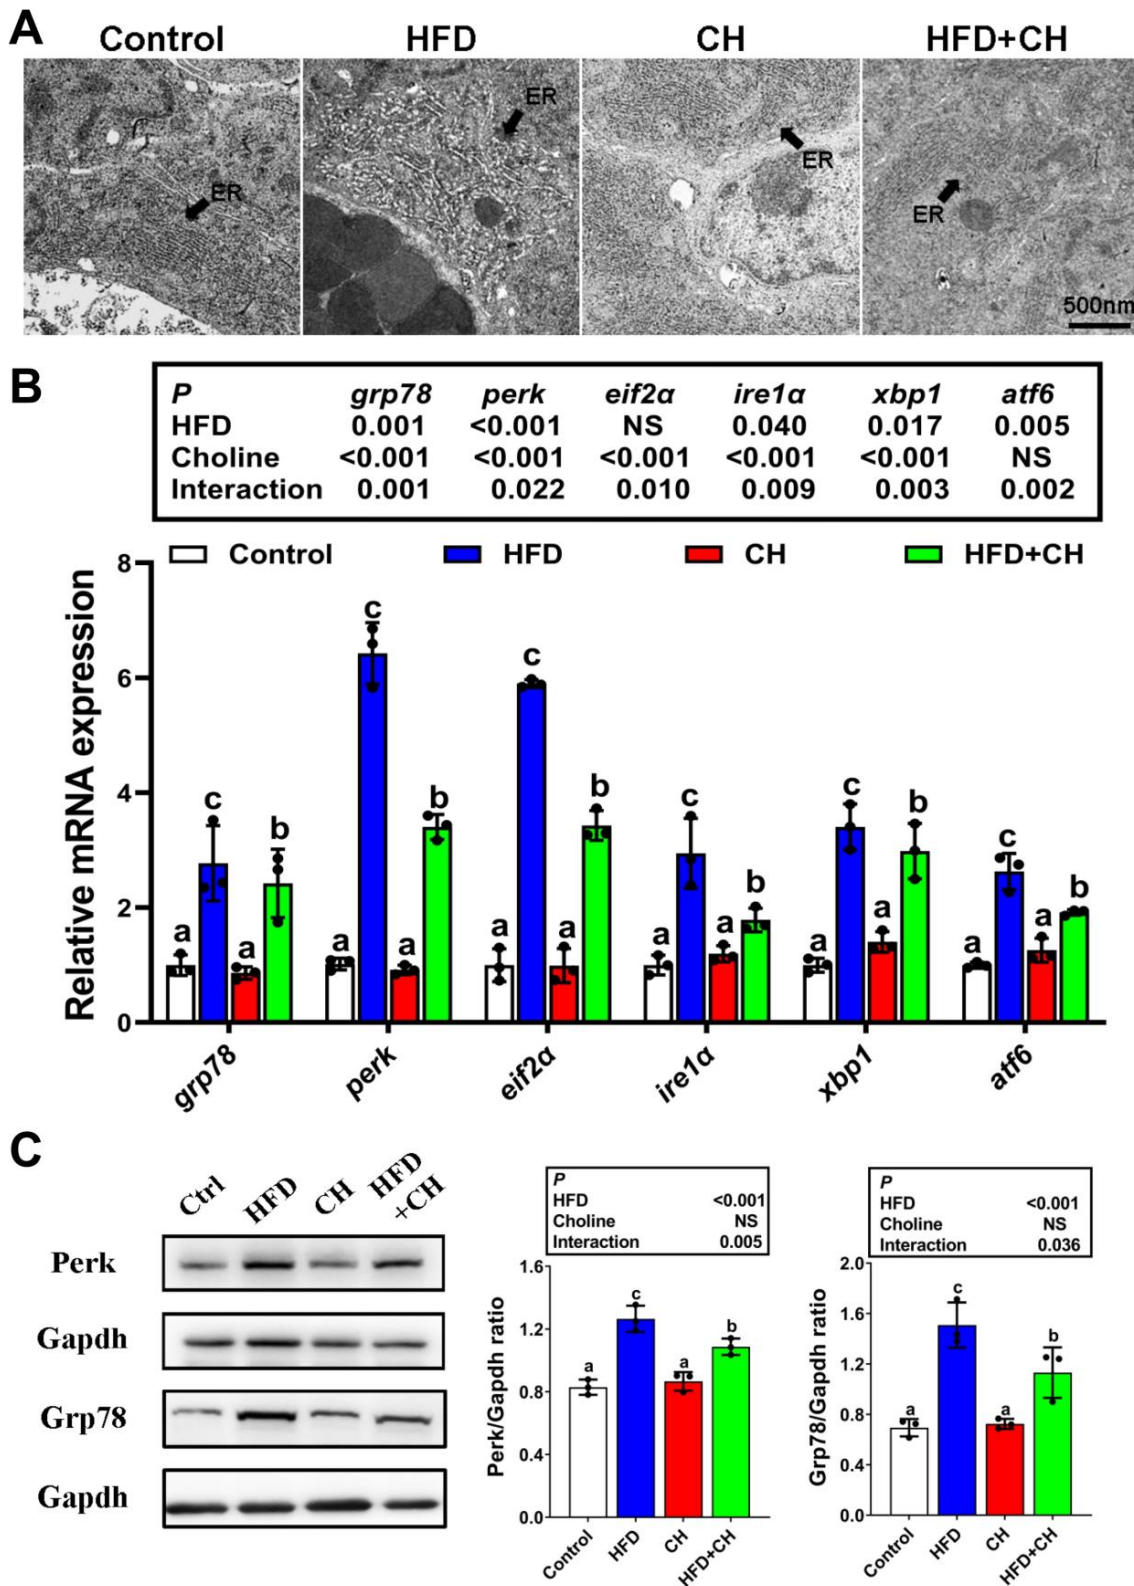 A
Control HFD CH HFD+CH
ER ER ER ER
500nm
B
P grp78 perk eif2α ire1α xbp1 atf6
HFD 0.001 <0.001 NS 0.040 0.017 0.005
Choline <0.001 <0.001 <0.001 <0.001 <0.001 NS
Interaction 0.001 0.022 0.010 0.009 0.003 0.002
Control HFD CH HFD+CH
Relative mRNA expression
8
6
4
2
0
a c a b
a c a b
a c a b
a c a b
a c a b
a c a b
grp78 perk eif2α ire1α xbp1 atf6
C
Ctrl HFD CH HFD +CH
Perk
Gapdh
Grp78
Gapdh
P
HFD <0.001
Choline NS
Interaction 0.005
Perk/Gapdh ratio
1.6
1.2
0.8
0.4
0.0
a c a b
Control HFD CH HFD+CH
P
HFD <0.001
Choline NS
Interaction 0.036
Grp78/Gapdh ratio
2.0
1.6
1.2
0.8
0.4
0.0
a c a b
Control HFD CH HFD+CH